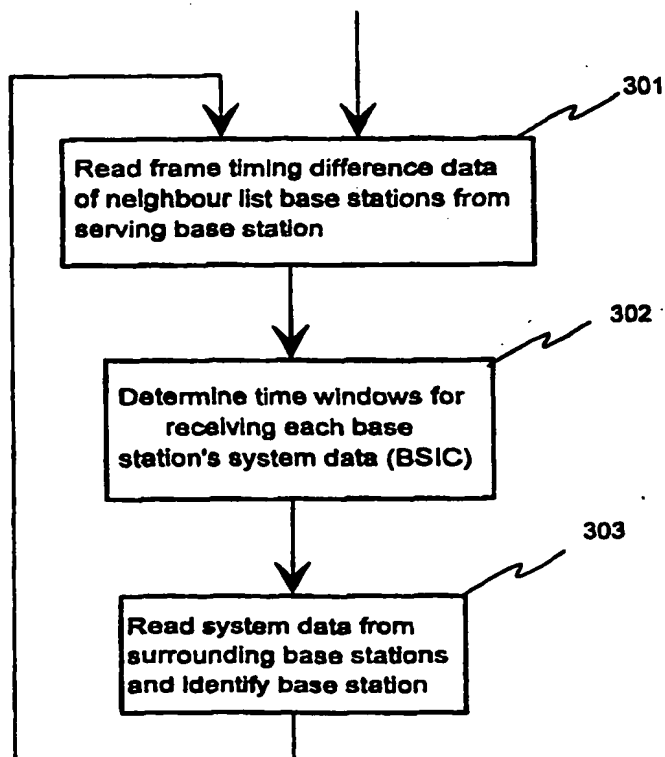 301
Read frame timing difference data
of neighbour list base stations from
serving base station
302
Determine time windows for
receiving each base
station's system data (BSIC)
303
Read system data from
surrounding base stations
and identify base station